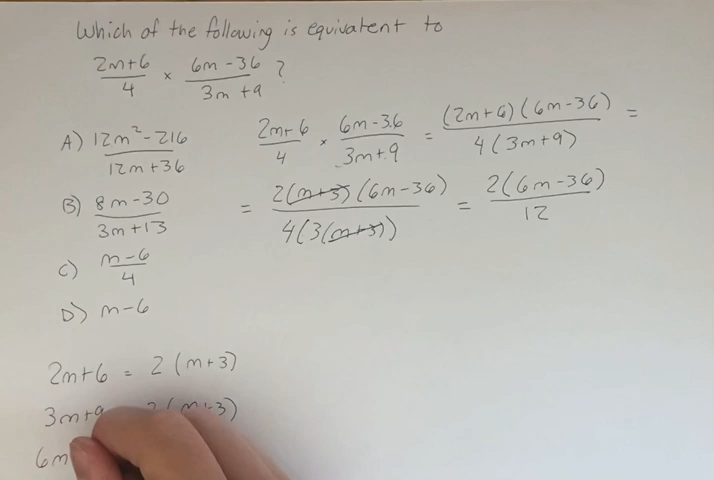 Which of the following is equivalent to
2m+6/4 × 6m-36/3m+9 ?
A) 12m²-216/12m+36
B) 8m-30/3m+13
C) m-6/4
D) m-6
2m+6/4 × 6m-36/3m+9 = (2m+6)(6m-36)/4(3m+9) =
= 2(m+3)(6m-36)/4(3(m+3)) = 2(6m-36)/12
2m+6 = 2(m+3)
3m+9 (m+3)
6m